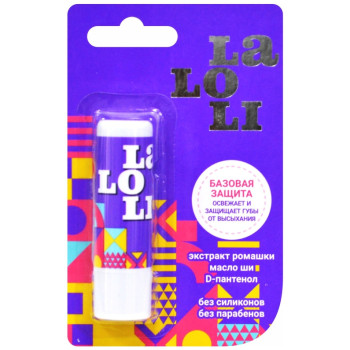 La
LO
LI
La
LO
LI
БАЗОВАЯ
ЗАЩИТА
ОСВЕЖАЕТ И
ЗАЩИЩАЕТ ГУБЫ
ОТ ВЫСЫХАНИЯ
экстракт ромашки
масло ши
D-пантенол
без силиконов
без парабенов